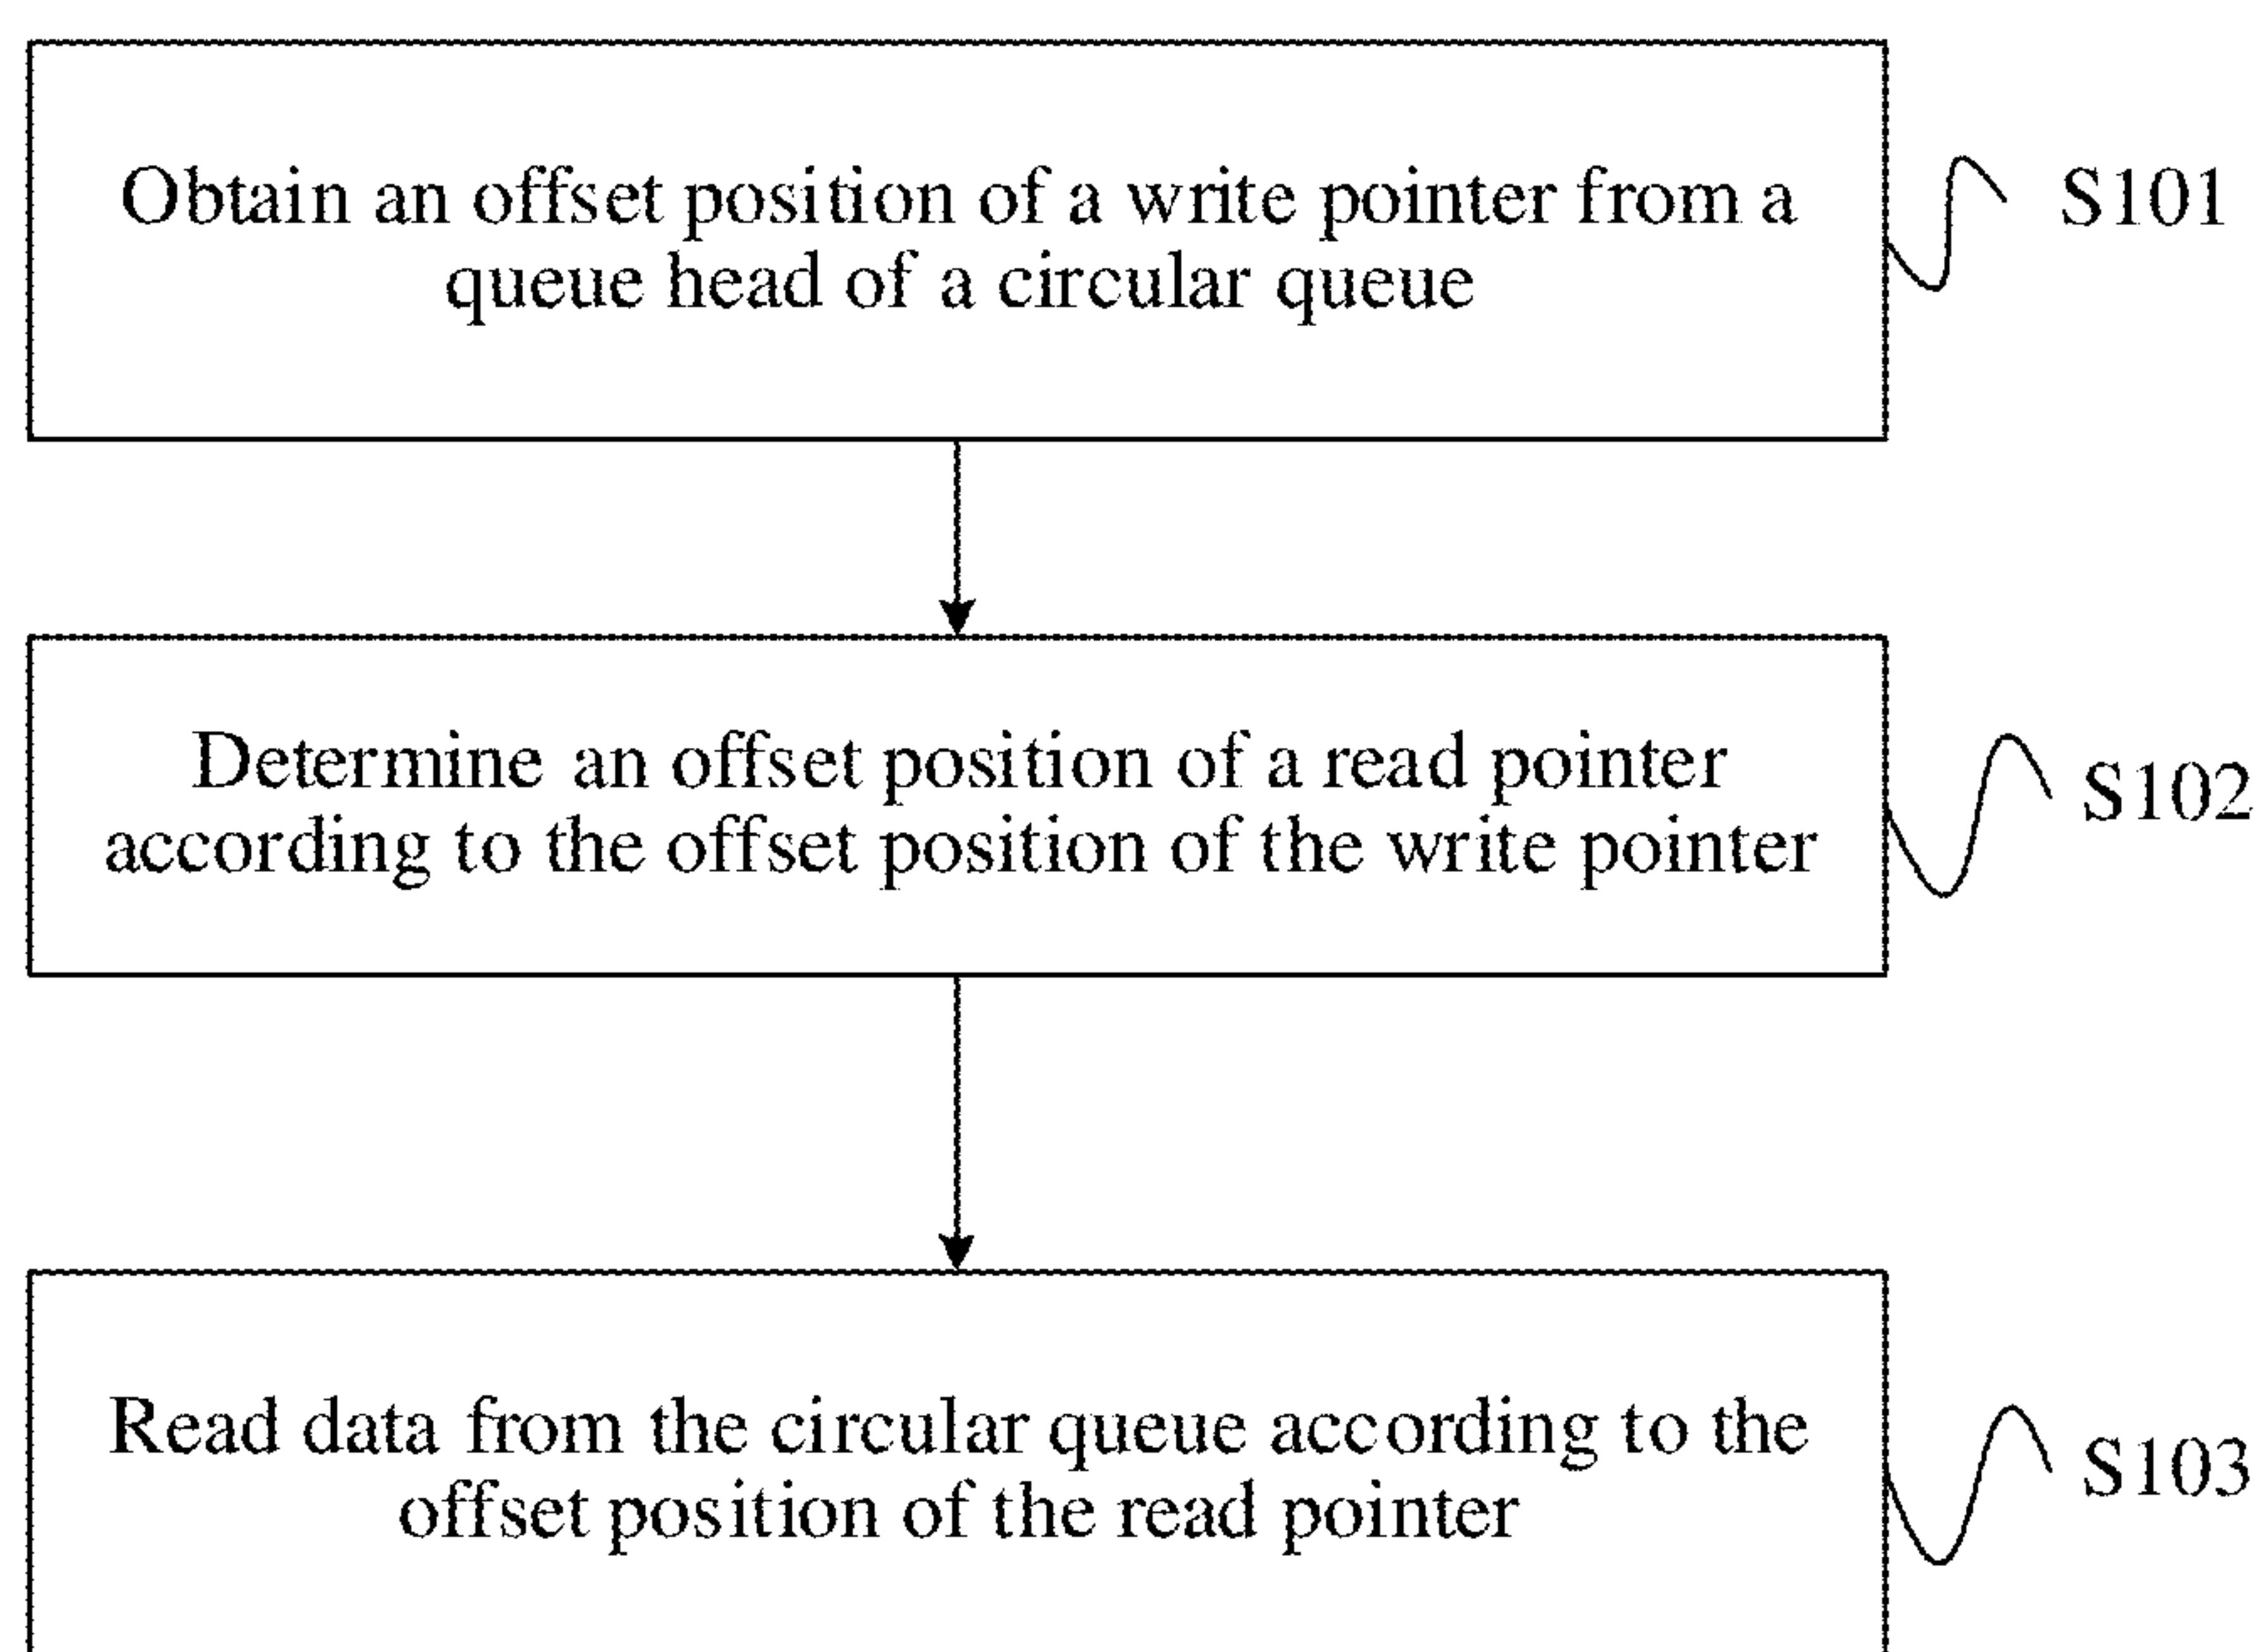 Obtain an offset position of a write pointer from a
queue head of a circular queue
S101
Determine an offset position of a read pointer
according to the offset position of the write pointer
S102
Read data from the circular queue according to the
offset position of the read pointer
S103